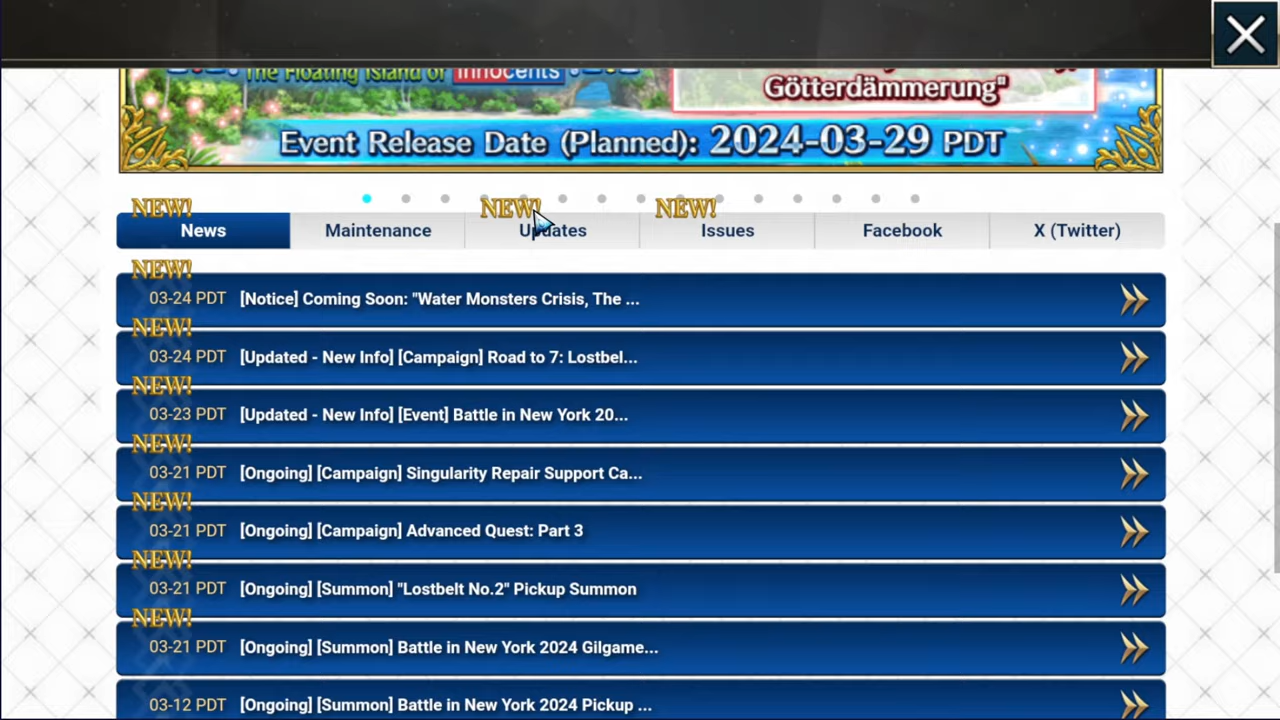 The Floating Island of Innocents
Götterdämmerung"
Event Release Date (Planned): 2024-03-29 PDT
NEW! NEW! NEW!
News Maintenance Updates Issues Facebook X (Twitter)
NEW!
03-24 PDT [Notice] Coming Soon: "Water Monsters Crisis, The ...
NEW!
03-24 PDT [Updated - New Info] [Campaign] Road to 7: Lostbel...
NEW!
03-23 PDT [Updated - New Info] [Event] Battle in New York 20...
NEW!
03-21 PDT [Ongoing] [Campaign] Singularity Repair Support Ca...
NEW!
03-21 PDT [Ongoing] [Campaign] Advanced Quest: Part 3
NEW!
03-21 PDT [Ongoing] [Summon] "Lostbelt No.2" Pickup Summon
NEW!
03-21 PDT [Ongoing] [Summon] Battle in New York 2024 Gilgame...
03-12 PDT [Ongoing] [Summon] Battle in New York 2024 Pickup ...